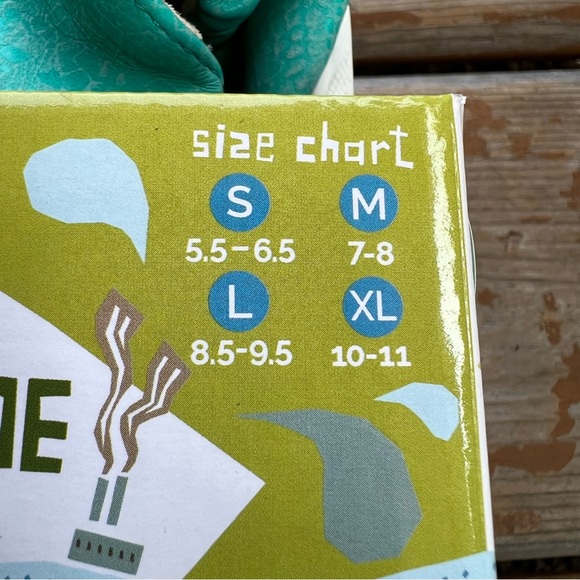 size chart
S M
5.5-6.5 7-8
L XL
8.5-9.5 10-11